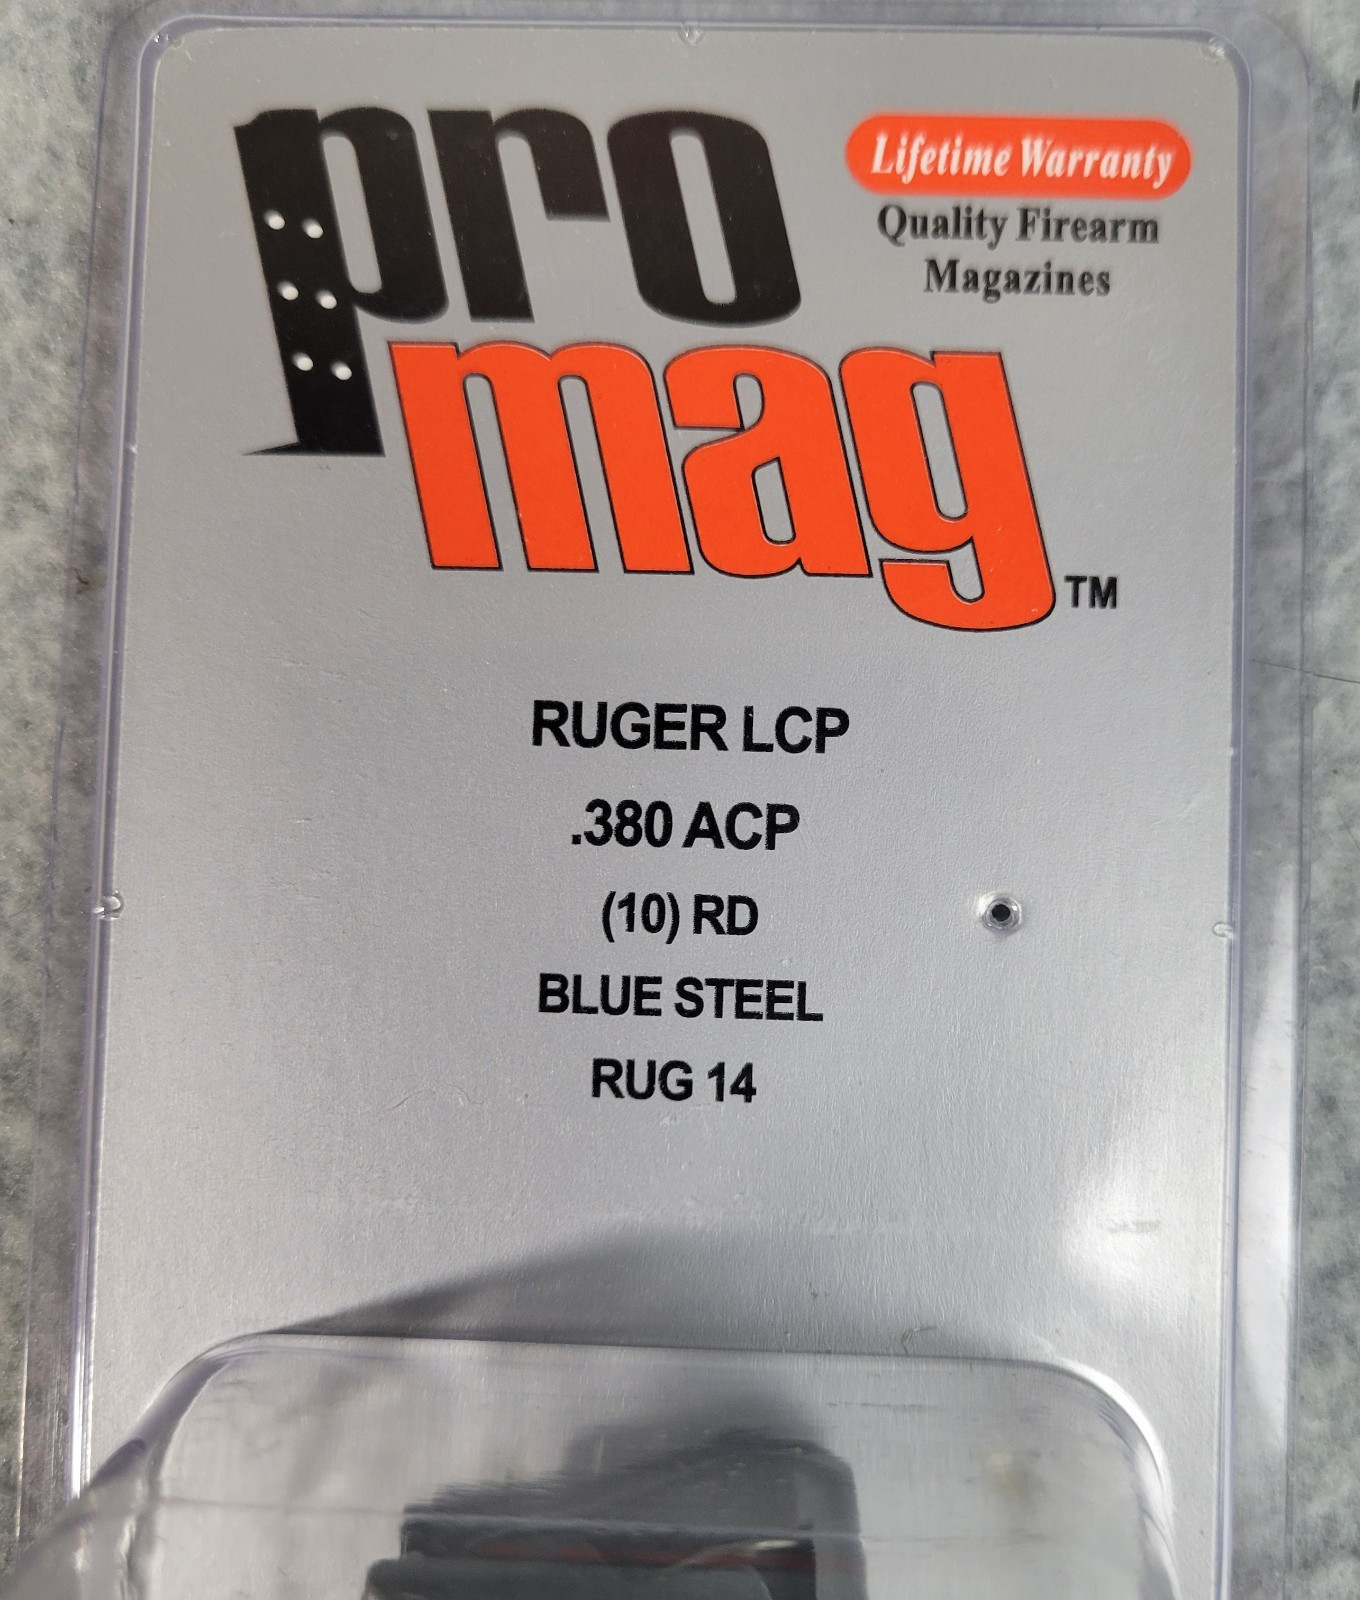 pro
mag
TM
Lifetime Warranty
Quality Firearm
Magazines
RUGER LCP
.380 ACP
(10) RD
BLUE STEEL
RUG 14